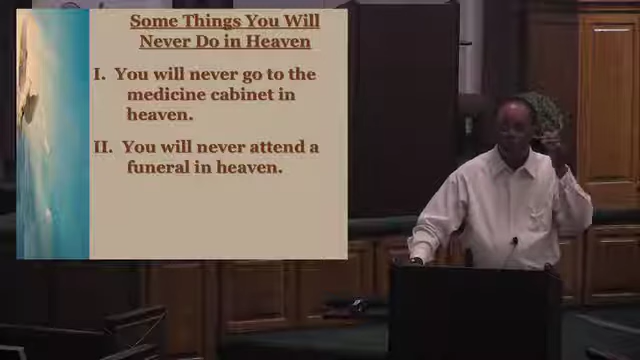 Some Things You Will
Never Do in Heaven
I. You will never go to the
medicine cabinet in
heaven.
II. You will never attend a
funeral in heaven.